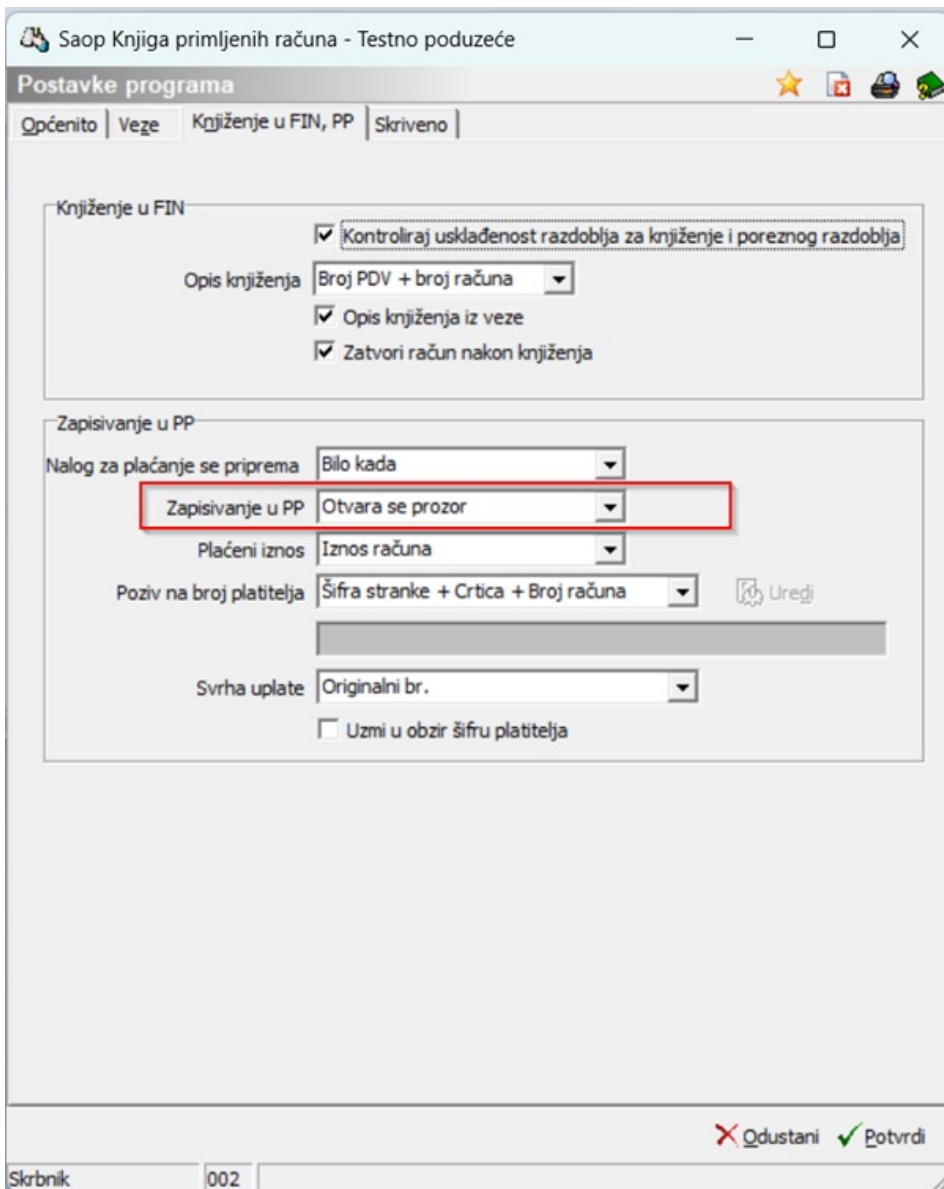 Saop Knjiga primljenih računa - Testno poduzeće
Postavke programa
Općenito Veze Knjiženje u FIN, PP Skriveno
Knjiženje u FIN
Kontroliraj usklađenost razdoblja za knjiženje i poreznog razdoblja
Opis knjiženja Broj PDV + broj računa
Opis knjiženja iz veze
Zatvori račun nakon knjiženja
Zapisivanje u PP
Nalog za plaćanje se priprema Bilo kada
Zapisivanje u PP Otvara se prozor
Plaćeni iznos Iznos računa
Poziv na broj platitelja Šifra stranke + Crtica + Broj računa Uredi
Svrha uplate Originalni br.
Uzmi u obzir šifru platitelja
Odustani Potvrdi
Skrbnik 002